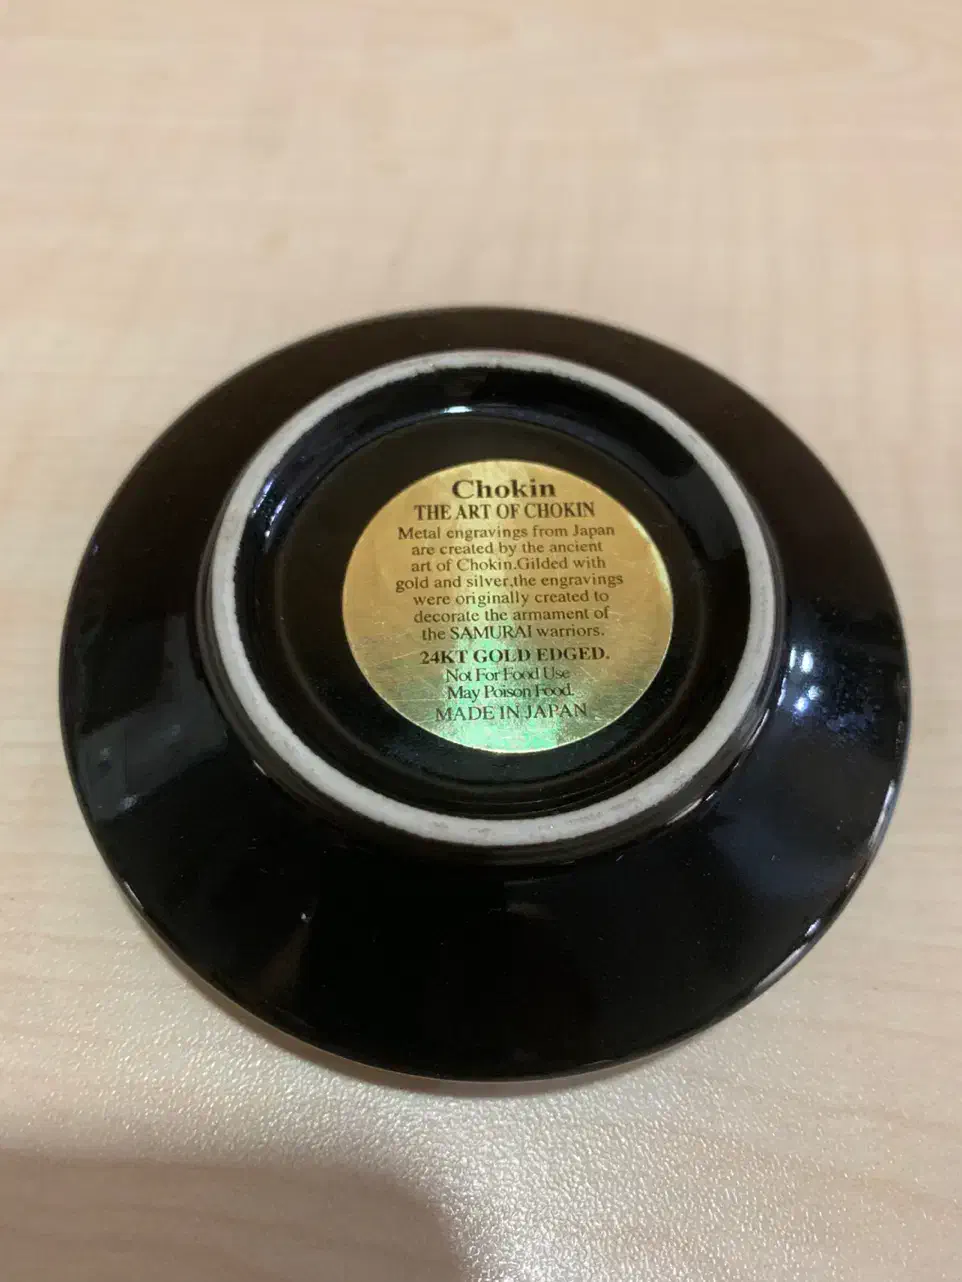 Chokin
THE ART OF CHOKIN
Metal engravings from Japan
are created by the ancient
art of Chokin.Gilded with
gold and silver,the engravings
were originally created to
decorate the armament of
the SAMURAI warriors.
24KT GOLD EDGED.
Not For Food Use
May Poison Food.
MADE IN JAPAN